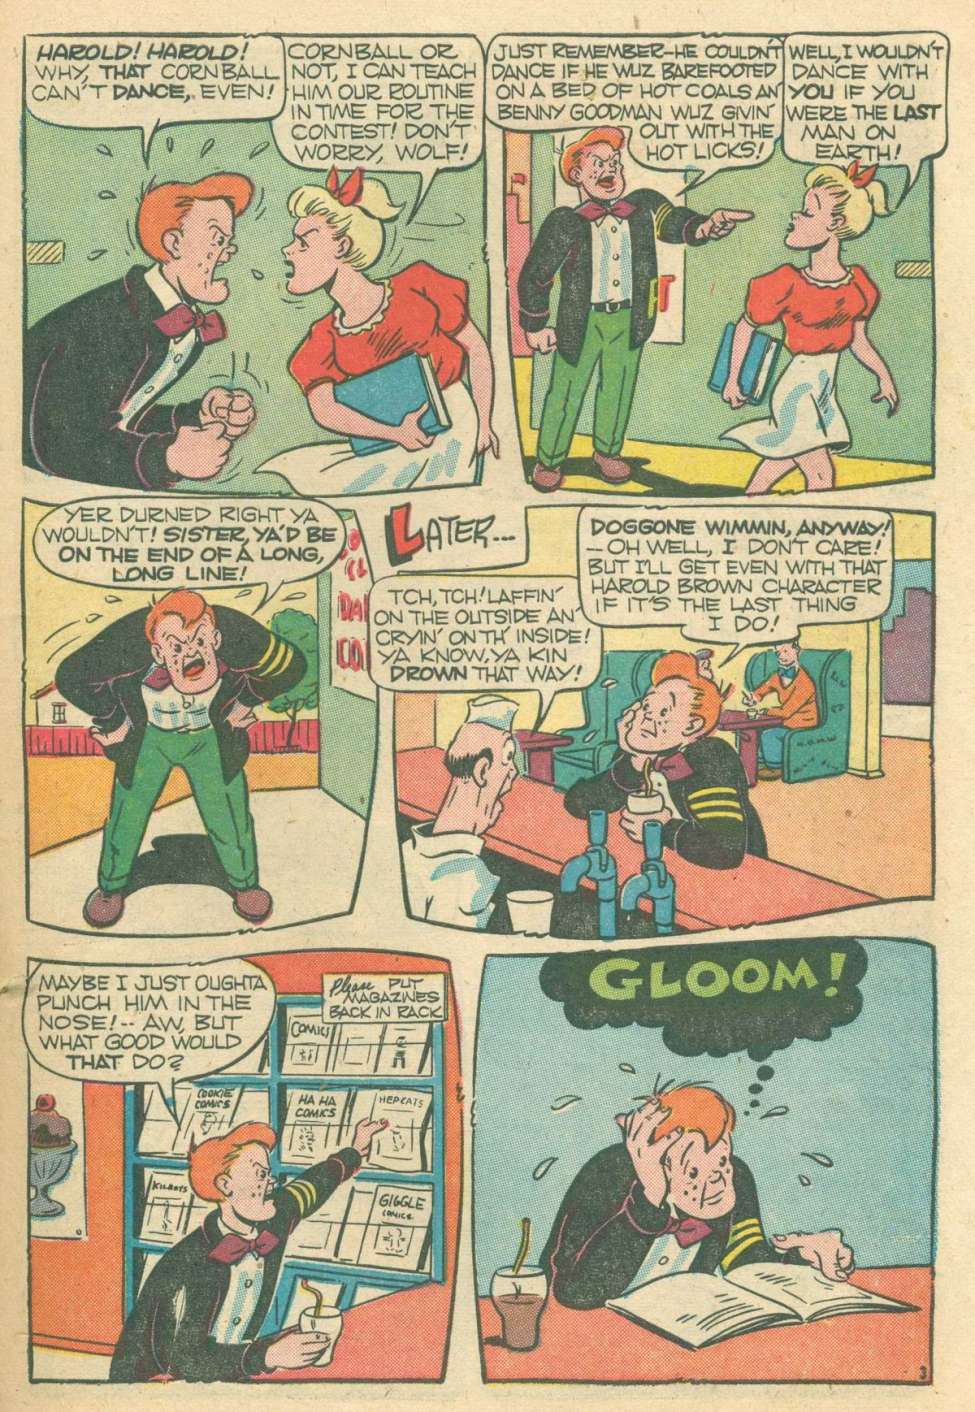 HAROLD! HAROLD!
WHY, THAT CORNBALL
CAN'T DANCE, EVEN!
CORNBALL OR
NOT, I CAN TEACH
HIM OUR ROUTINE
IN TIME FOR THE
CONTEST! DON'T
WORRY, WOLF!
JUST REMEMBER-HE COULDN'T
DANCE IF HE WUZ BAREFOOTED
ON A BED OF HOT COALS AN'
BENNY GOODMAN WUZ GIVIN'
OUT WITH THE
HOT LICKS!
WELL, I WOULDN'T
DANCE WITH
YOU IF YOU
WERE THE LAST
MAN ON
EARTH!
YER DURNED RIGHT YA
WOULDN'T! SISTER, YA'D BE
ON THE END OF A LONG,
LONG LINE!
LATER...
TCH, TCH! LAFFIN'
ON THE OUTSIDE AN'
CRYIN' ON TH' INSIDE!
YA KNOW, YA KIN
DROWN THAT WAY!
DOGGONE WIMMIN, ANYWAY!
-- OH WELL, I DON'T CARE!
BUT I'LL GET EVEN WITH THAT
HAROLD BROWN CHARACTER
IF IT'S THE LAST THING
I DO!
MAYBE I JUST OUGHTA
PUNCH HIM IN THE
NOSE!-- AW, BUT
WHAT GOOD WOULD
THAT DO?
Please PUT
MAGAZINES
BACK IN RACK
COMICS
COOKIE
COMICS
HA HA
COMICS
HEPCATS
KILROYS
GIGGLE
COMICS
GLOOM!
3